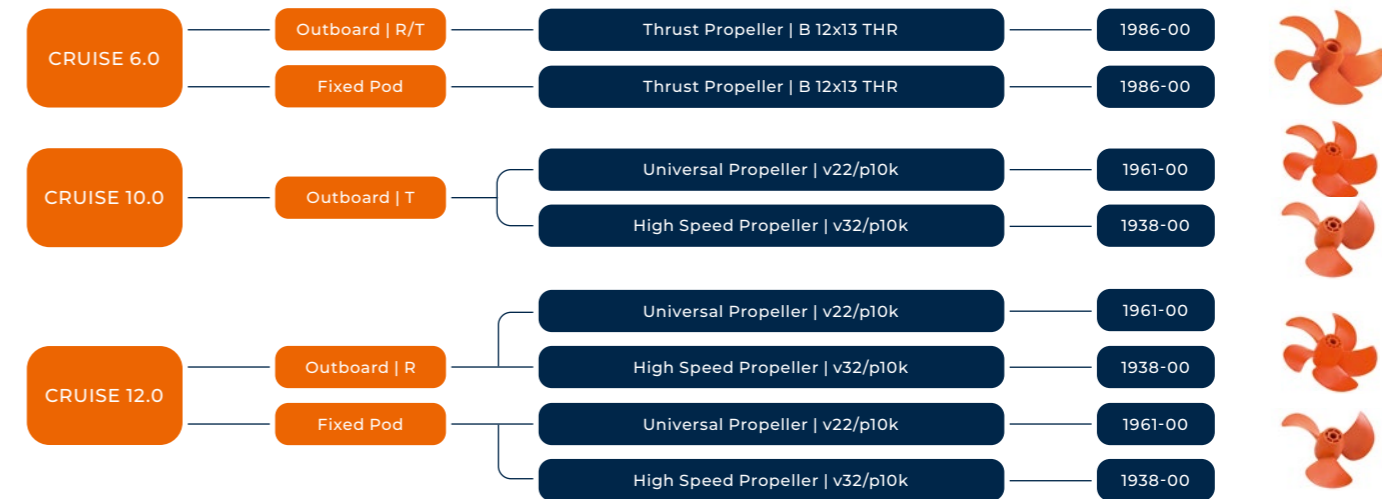 CRUISE 6.0
Outboard | R/T
Thrust Propeller | B 12x13 THR
1986-00
Fixed Pod
Thrust Propeller | B 12x13 THR
1986-00
CRUISE 10.0
Outboard | T
Universal Propeller | v22/p10k
1961-00
High Speed Propeller | v32/p10k
1938-00
CRUISE 12.0
Outboard | R
Universal Propeller | v22/p10k
1961-00
High Speed Propeller | v32/p10k
1938-00
Fixed Pod
Universal Propeller | v22/p10k
1961-00
High Speed Propeller | v32/p10k
1938-00